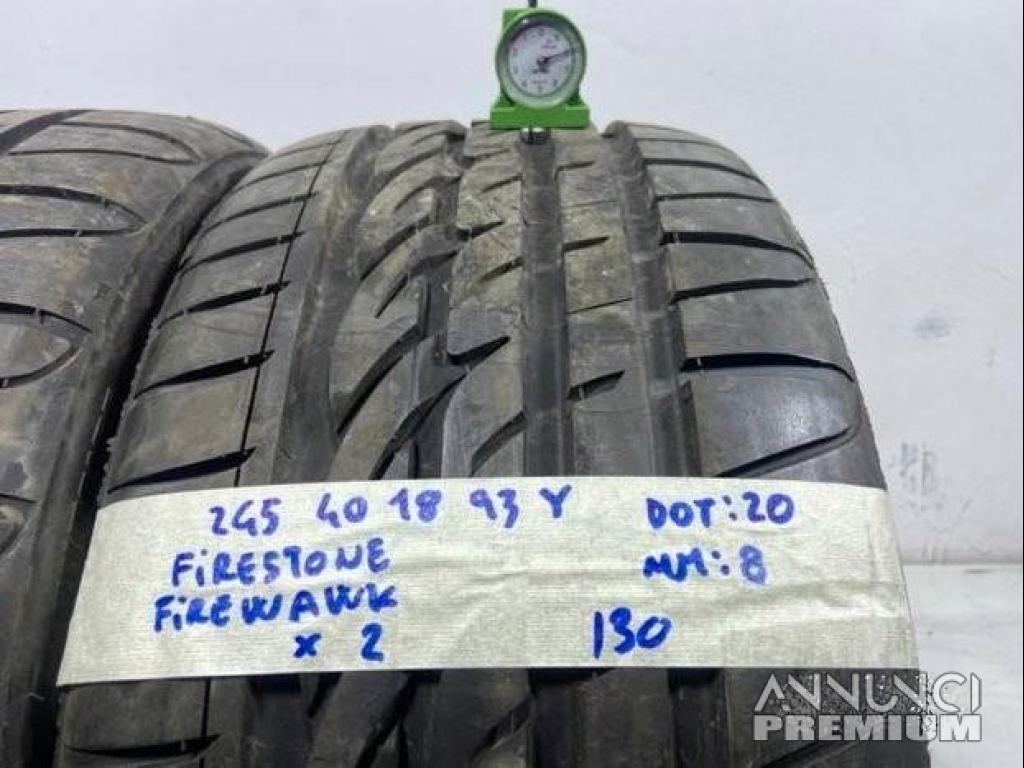 245 40 18 93 Y DOT:20
FiRESTONE MM:8
FiREWAWK
x 2 130
ANNUNCI
PREMIUM